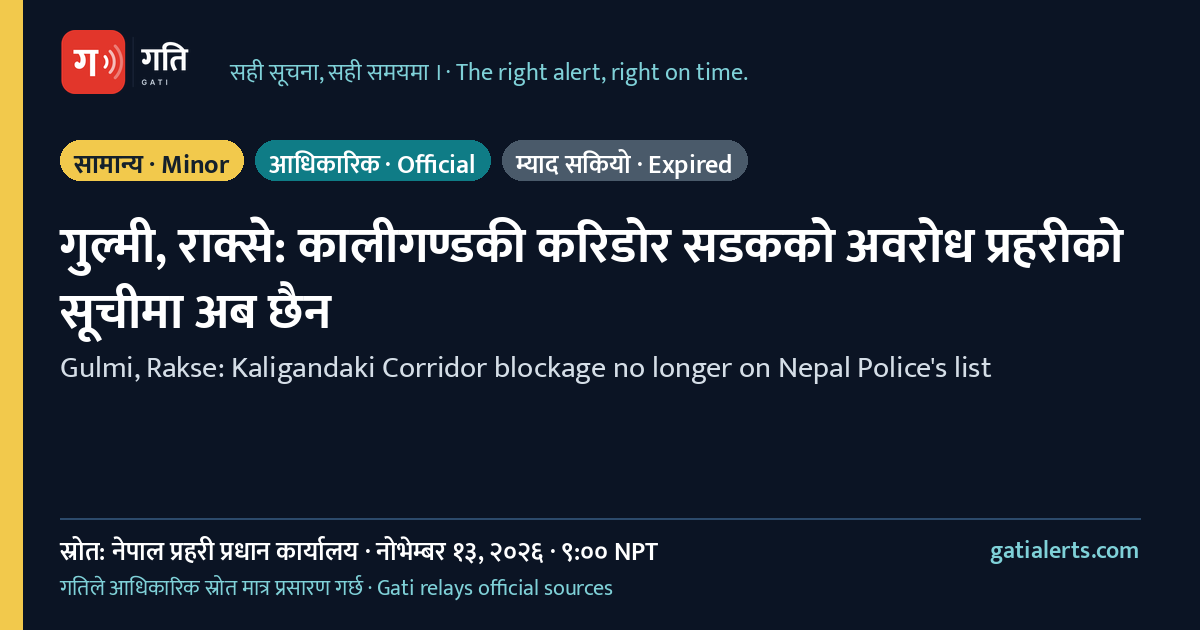 ग गति
GATI
सही सूचना, सही समयमा । · The right alert, right on time.
सामान्य · Minor आधिकारिक · Official म्याद सकियो · Expired
गुल्मी, राक्से: कालीगण्डकी करिडोर सडकको अवरोध प्रहरीको
सूचीमा अब छैन
Gulmi, Rakse: Kaligandaki Corridor blockage no longer on Nepal Police's list
स्रोत: नेपाल प्रहरी प्रधान कार्यालय · नोभेम्बर १३, २०२६ · ९:०० NPT
gatialerts.com
गतिले आधिकारिक स्रोत मात्र प्रसारण गर्छ · Gati relays official sources